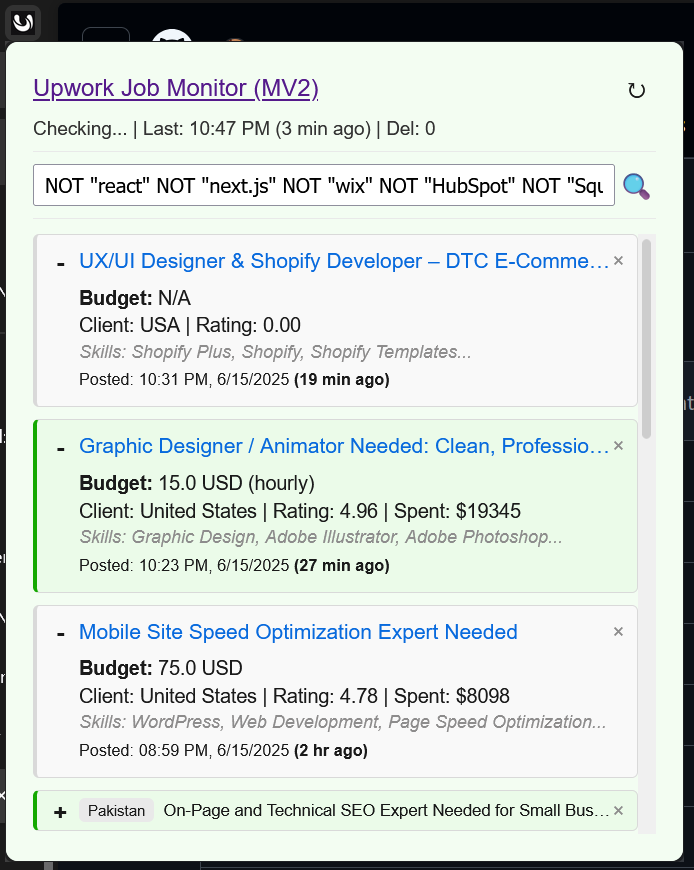 Upwork Job Monitor (MV2)
Checking... | Last: 10:47 PM (3 min ago) | Del: 0
NOT "react" NOT "next.js" NOT "wix" NOT "HubSpot" NOT "Squ
- UX/UI Designer & Shopify Developer – DTC E-Comme... ×
Budget: N/A
Client: USA | Rating: 0.00
Skills: Shopify Plus, Shopify, Shopify Templates...
Posted: 10:31 PM, 6/15/2025 (19 min ago)
- Graphic Designer / Animator Needed: Clean, Professio... ×
Budget: 15.0 USD (hourly)
Client: United States | Rating: 4.96 | Spent: $19345
Skills: Graphic Design, Adobe Illustrator, Adobe Photoshop...
Posted: 10:23 PM, 6/15/2025 (27 min ago)
- Mobile Site Speed Optimization Expert Needed ×
Budget: 75.0 USD
Client: United States | Rating: 4.78 | Spent: $8098
Skills: WordPress, Web Development, Page Speed Optimization...
Posted: 08:59 PM, 6/15/2025 (2 hr ago)
+ Pakistan On-Page and Technical SEO Expert Needed for Small Bus... ×